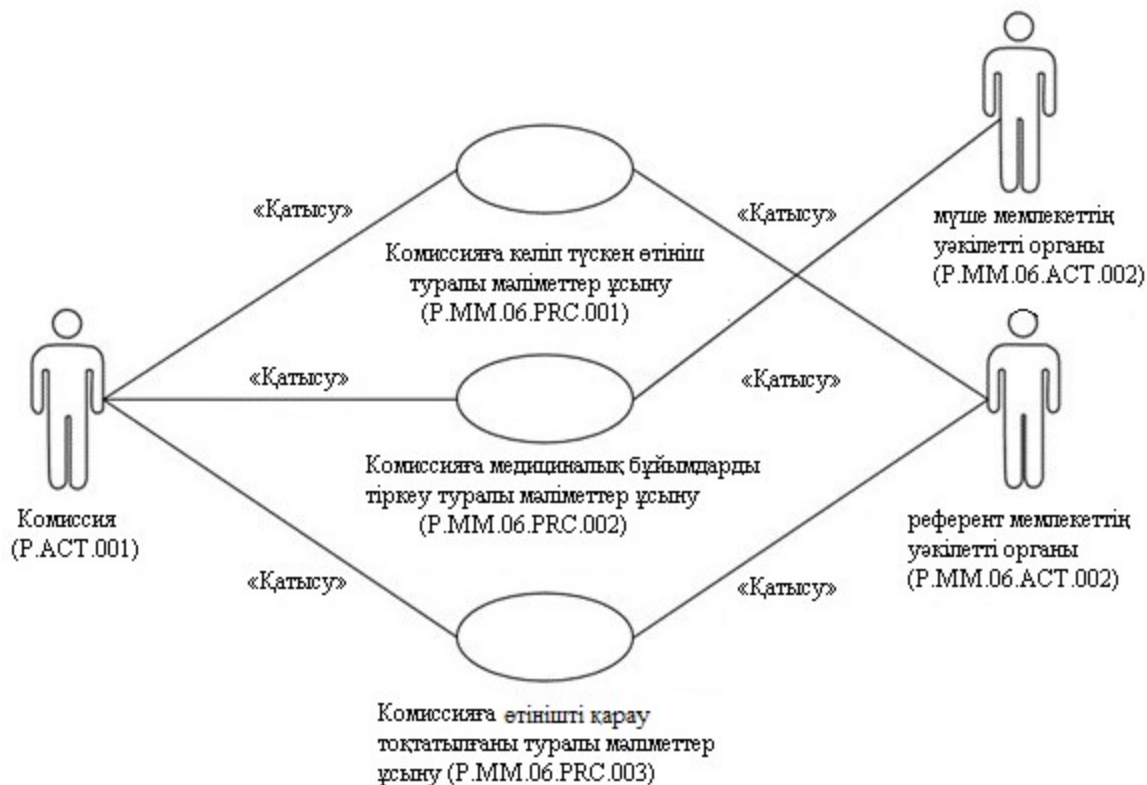 «Қатысу»
«Қатысу»
мүше мемлекеттің
уәкілетті органы
(P.MM.06.ACT.002)
Комиссияға келіп түскен өтініш
туралы мәліметтер ұсыну
(P.MM.06.PRC.001)
«Қатысу»
«Қатысу»
Комиссияға медициналық бұйымдарды
тіркеу туралы мәліметтер ұсыну
(P.MM.06.PRC.002)
Комиссия
(P.ACT.001)
референт мемлекеттің
уәкілетті органы
(P.MM.06.ACT.002)
«Қатысу»
«Қатысу»
Комиссияға өтінішті қарау
тоқтатылғаны туралы мәліметтер
ұсыну (P.MM.06.PRC.003)